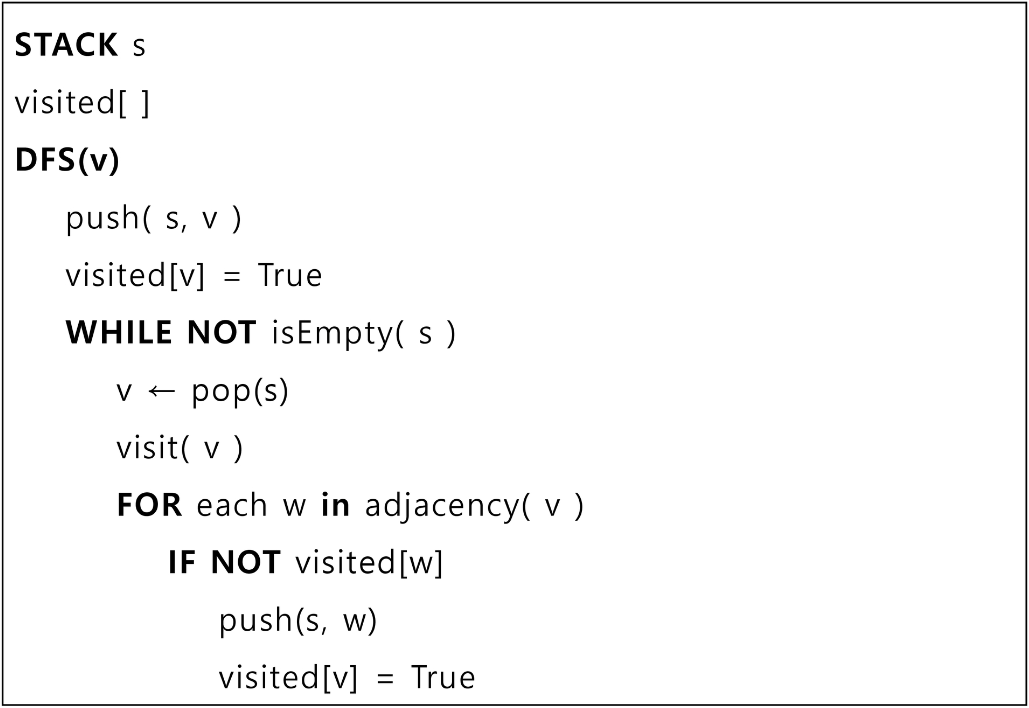 STACK s
visited[ ]
DFS(v)
push( s, v )
visited[v] = True
WHILE NOT isEmpty( s )
v ← pop(s)
visit( v )
FOR each w in adjacency( v )
IF NOT visited[w]
push(s, w)
visited[v] = True